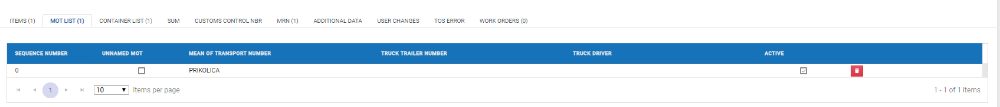 ITEMS (1) MOT LIST (1) CONTAINER LIST (1) SUM CUSTOMS CONTROL NBR MRN (1) ADDITIONAL DATA USER CHANGES TOS ERROR WORK ORDERS (0)
SEQUENCE NUMBER UNNAMED MOT MEAN OF TRANSPORT NUMBER TRUCK TRAILER NUMBER TRUCK DRIVER ACTIVE
0 PRIKOLICA
1 10 items per page 1 - 1 of 1 items